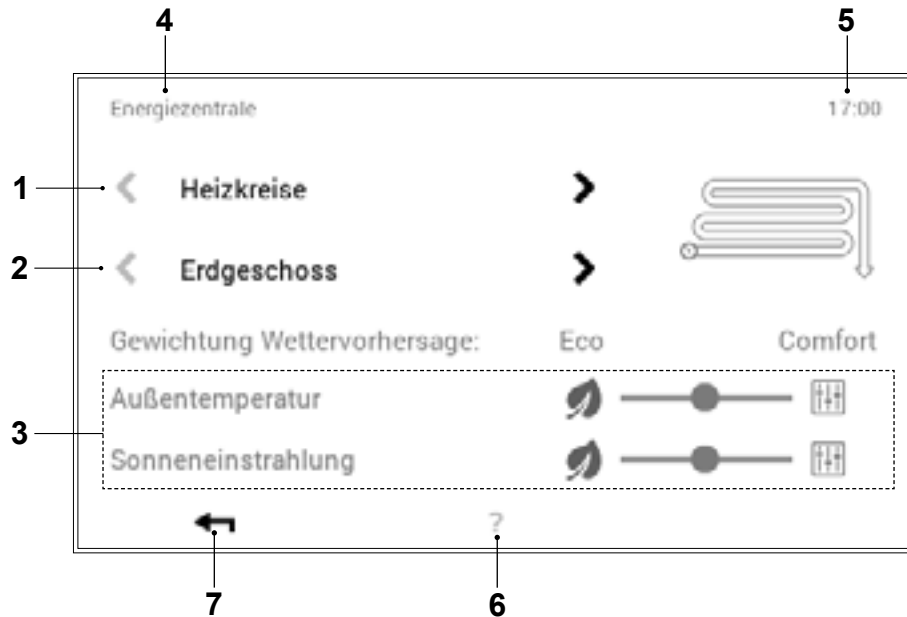 4 5
Energiezentrale 17:00
1 Heizkreise
2 Erdgeschoss
Gewichtung Wettervorhersage: Eco Comfort
Außentemperatur
3
Sonneneinstrahlung
?
7 6